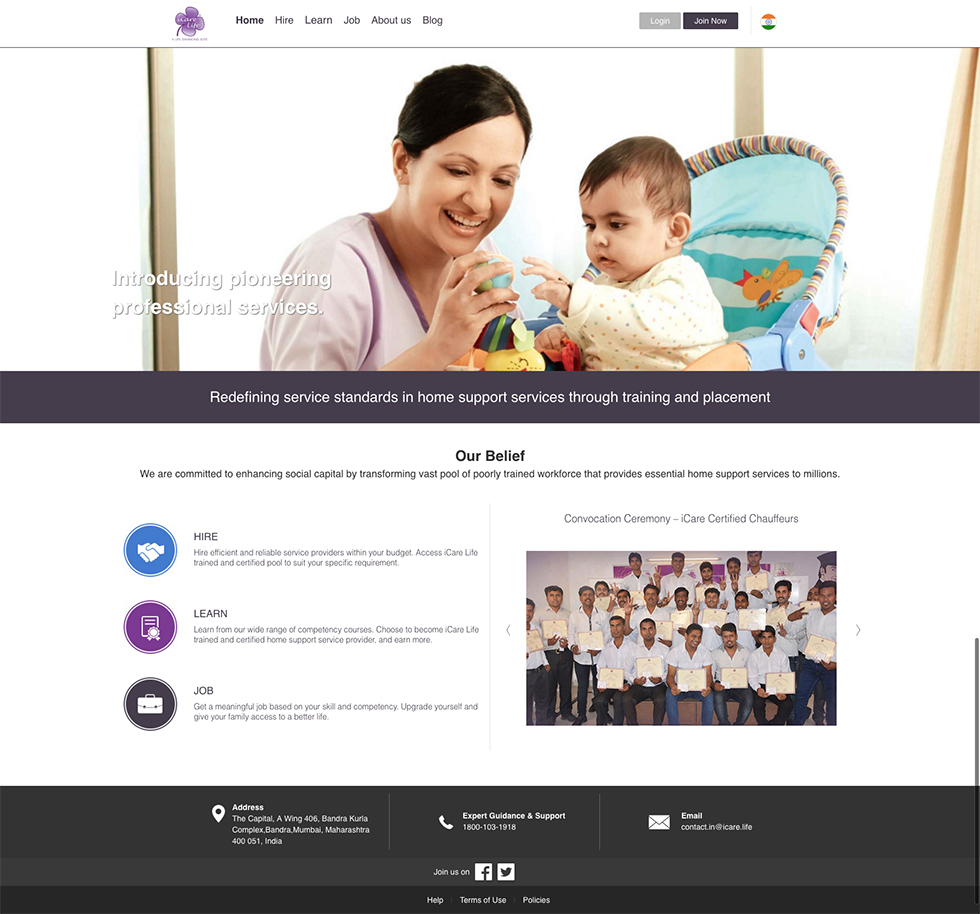 iCare
Life
A LIFE ENHANCING SUITE
Home Hire Learn Job About us Blog
Login Join Now
Introducing pioneering
professional services.
Redefining service standards in home support services through training and placement
Our Belief
We are committed to enhancing social capital by transforming vast pool of poorly trained workforce that provides essential home support services to millions.
HIRE
Hire efficient and reliable service providers within your budget. Access iCare Life
trained and certified pool to suit your specific requirement.
LEARN
Learn from our wide range of competency courses. Choose to become iCare Life
trained and certified home support service provider, and earn more.
JOB
Get a meaningful job based on your skill and competency. Upgrade yourself and
give your family access to a better life.
Convocation Ceremony – iCare Certified Chauffeurs
Address
The Capital, A Wing 406, Bandra Kurla
Complex,Bandra,Mumbai, Maharashtra
400 051, India
Expert Guidance & Support
1800-103-1918
Email
contact.in@icare.life
Join us on
Help Terms of Use Policies